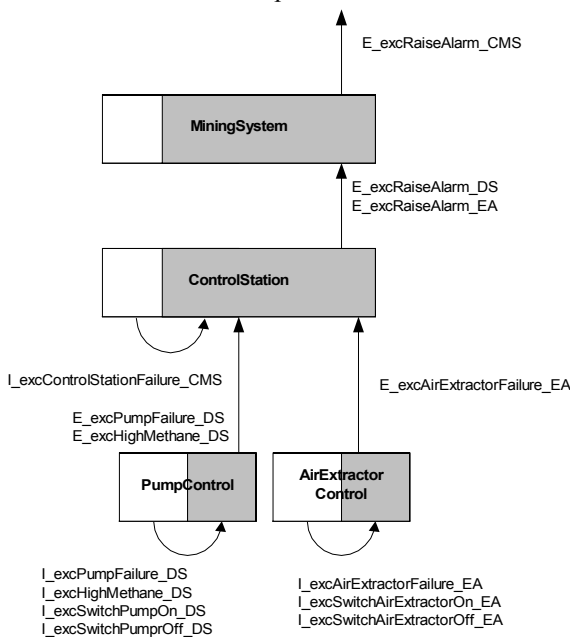 E_excRaiseAlarm_CMS
MiningSystem
E_excRaiseAlarm_DS
E_excRaiseAlarm_EA
ControlStation
I_excControlStationFailure_CMS
E_excAirExtractorFailure_EA
E_excPumpFailure_DS
E_excHighMethane_DS
PumpControl
AirExtractor
Control
I_excPumpFailure_DS
I_excHighMethane_DS
I_excSwitchPumpOn_DS
I_excSwitchPumprOff_DS
I_excAirExtractorFailure_EA
I_excSwitchAirExtractorOn_EA
I_excSwitchAirExtractorOff_EA